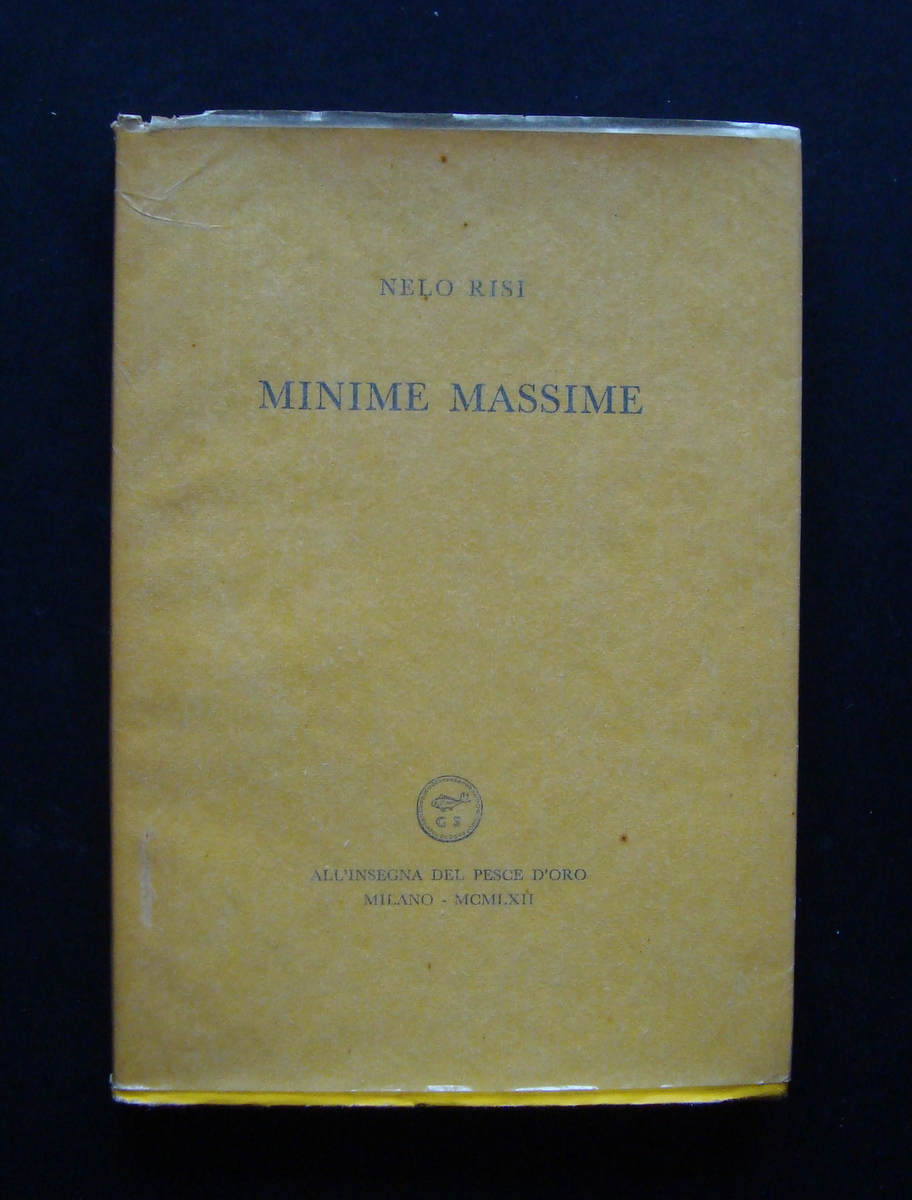 NELO RISI
MINIME MASSIME
G S
ALL'INSEGNA DEL PESCE D'ORO
MILANO - MCMLXII